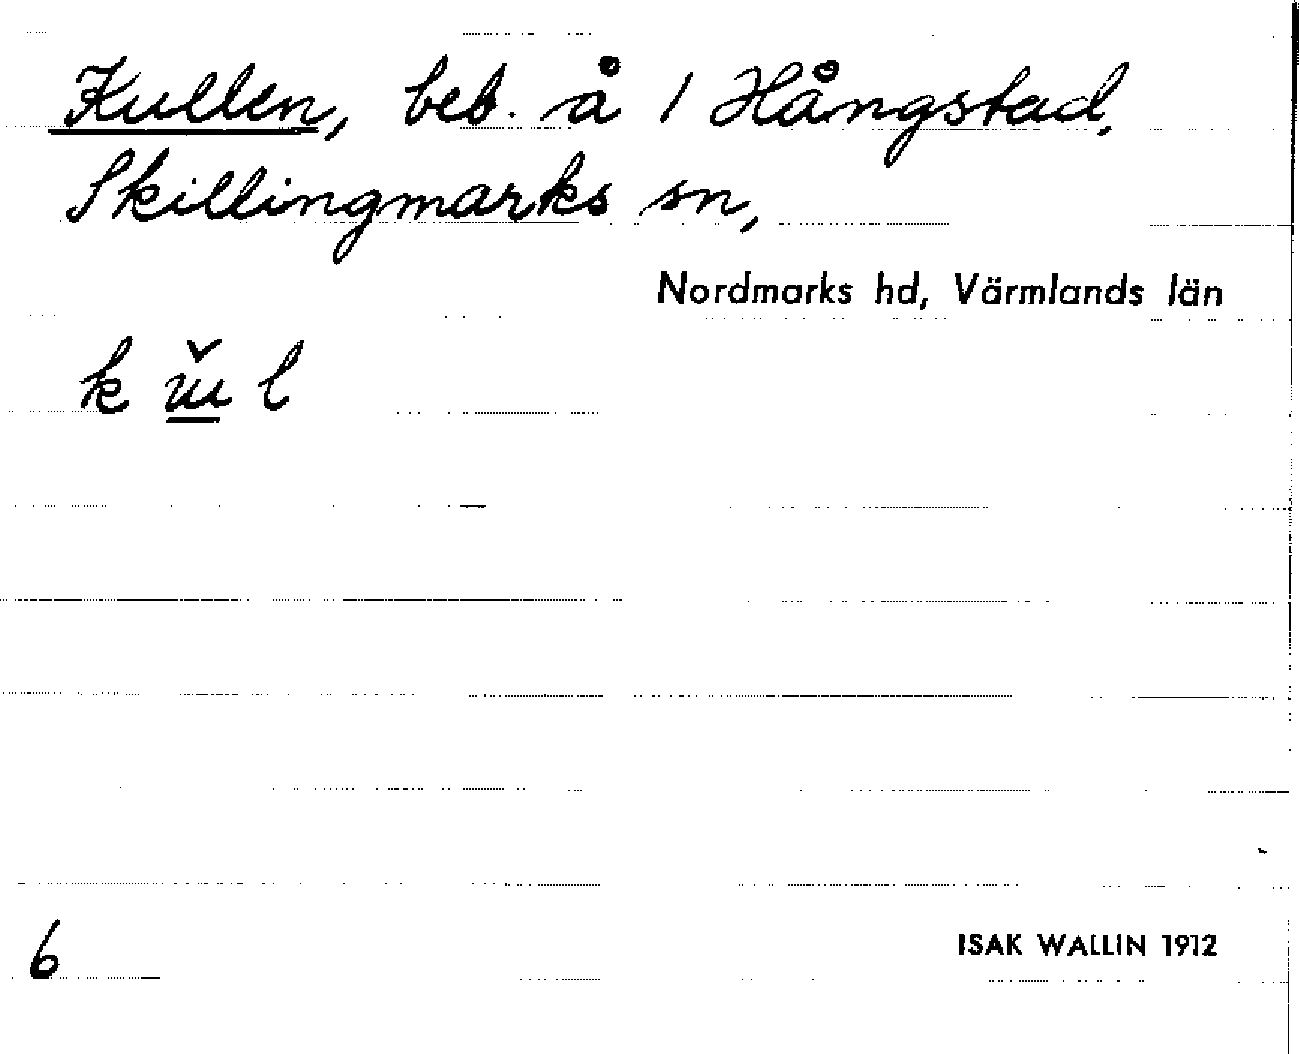 Kullen, beb. å 1 Hångstad,
Skillingmarks sn,
Nordmarks hd, Värmlands län
k l
6
ISAK WALLIN 1912